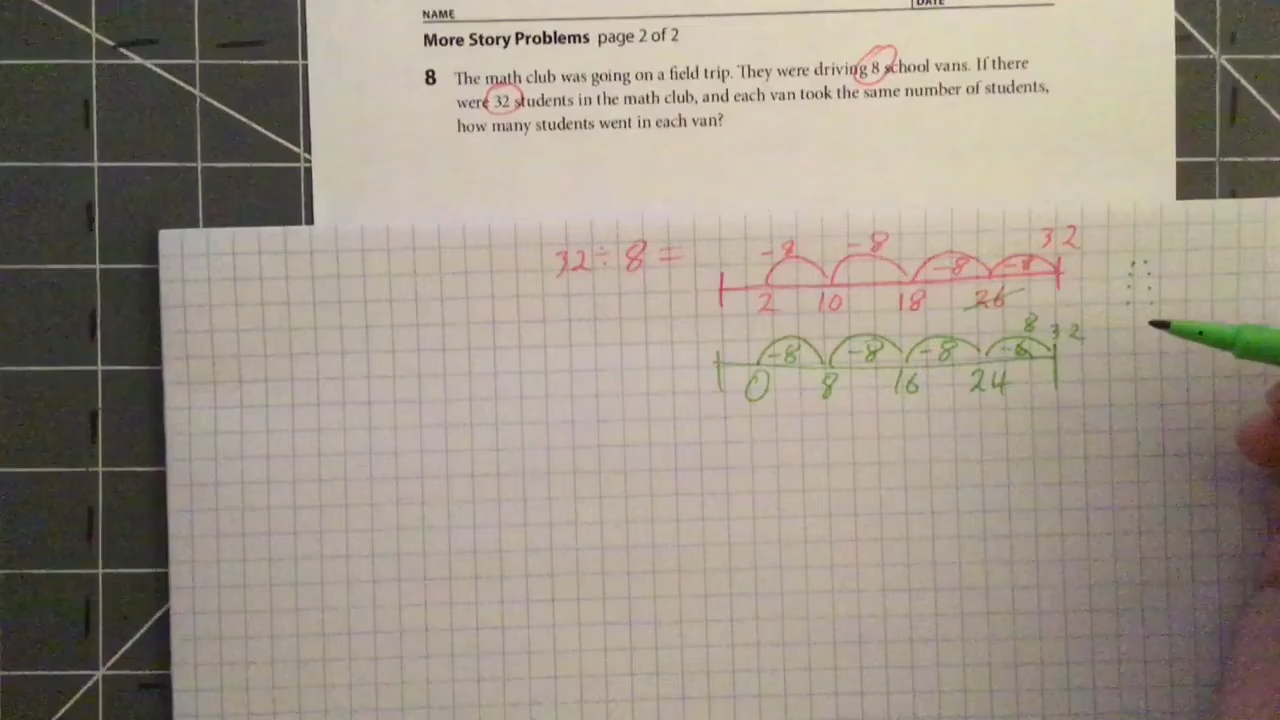 NAME
DATE
More Story Problems page 2 of 2
8 The math club was going on a field trip. They were driving 8 school vans. If there
were 32 students in the math club, and each van took the same number of students,
how many students went in each van?
32 ÷ 8 =
-8 -8 -8 -8 32
2 10 18 26
-8 -8 -8 8 32
0 8 16 24